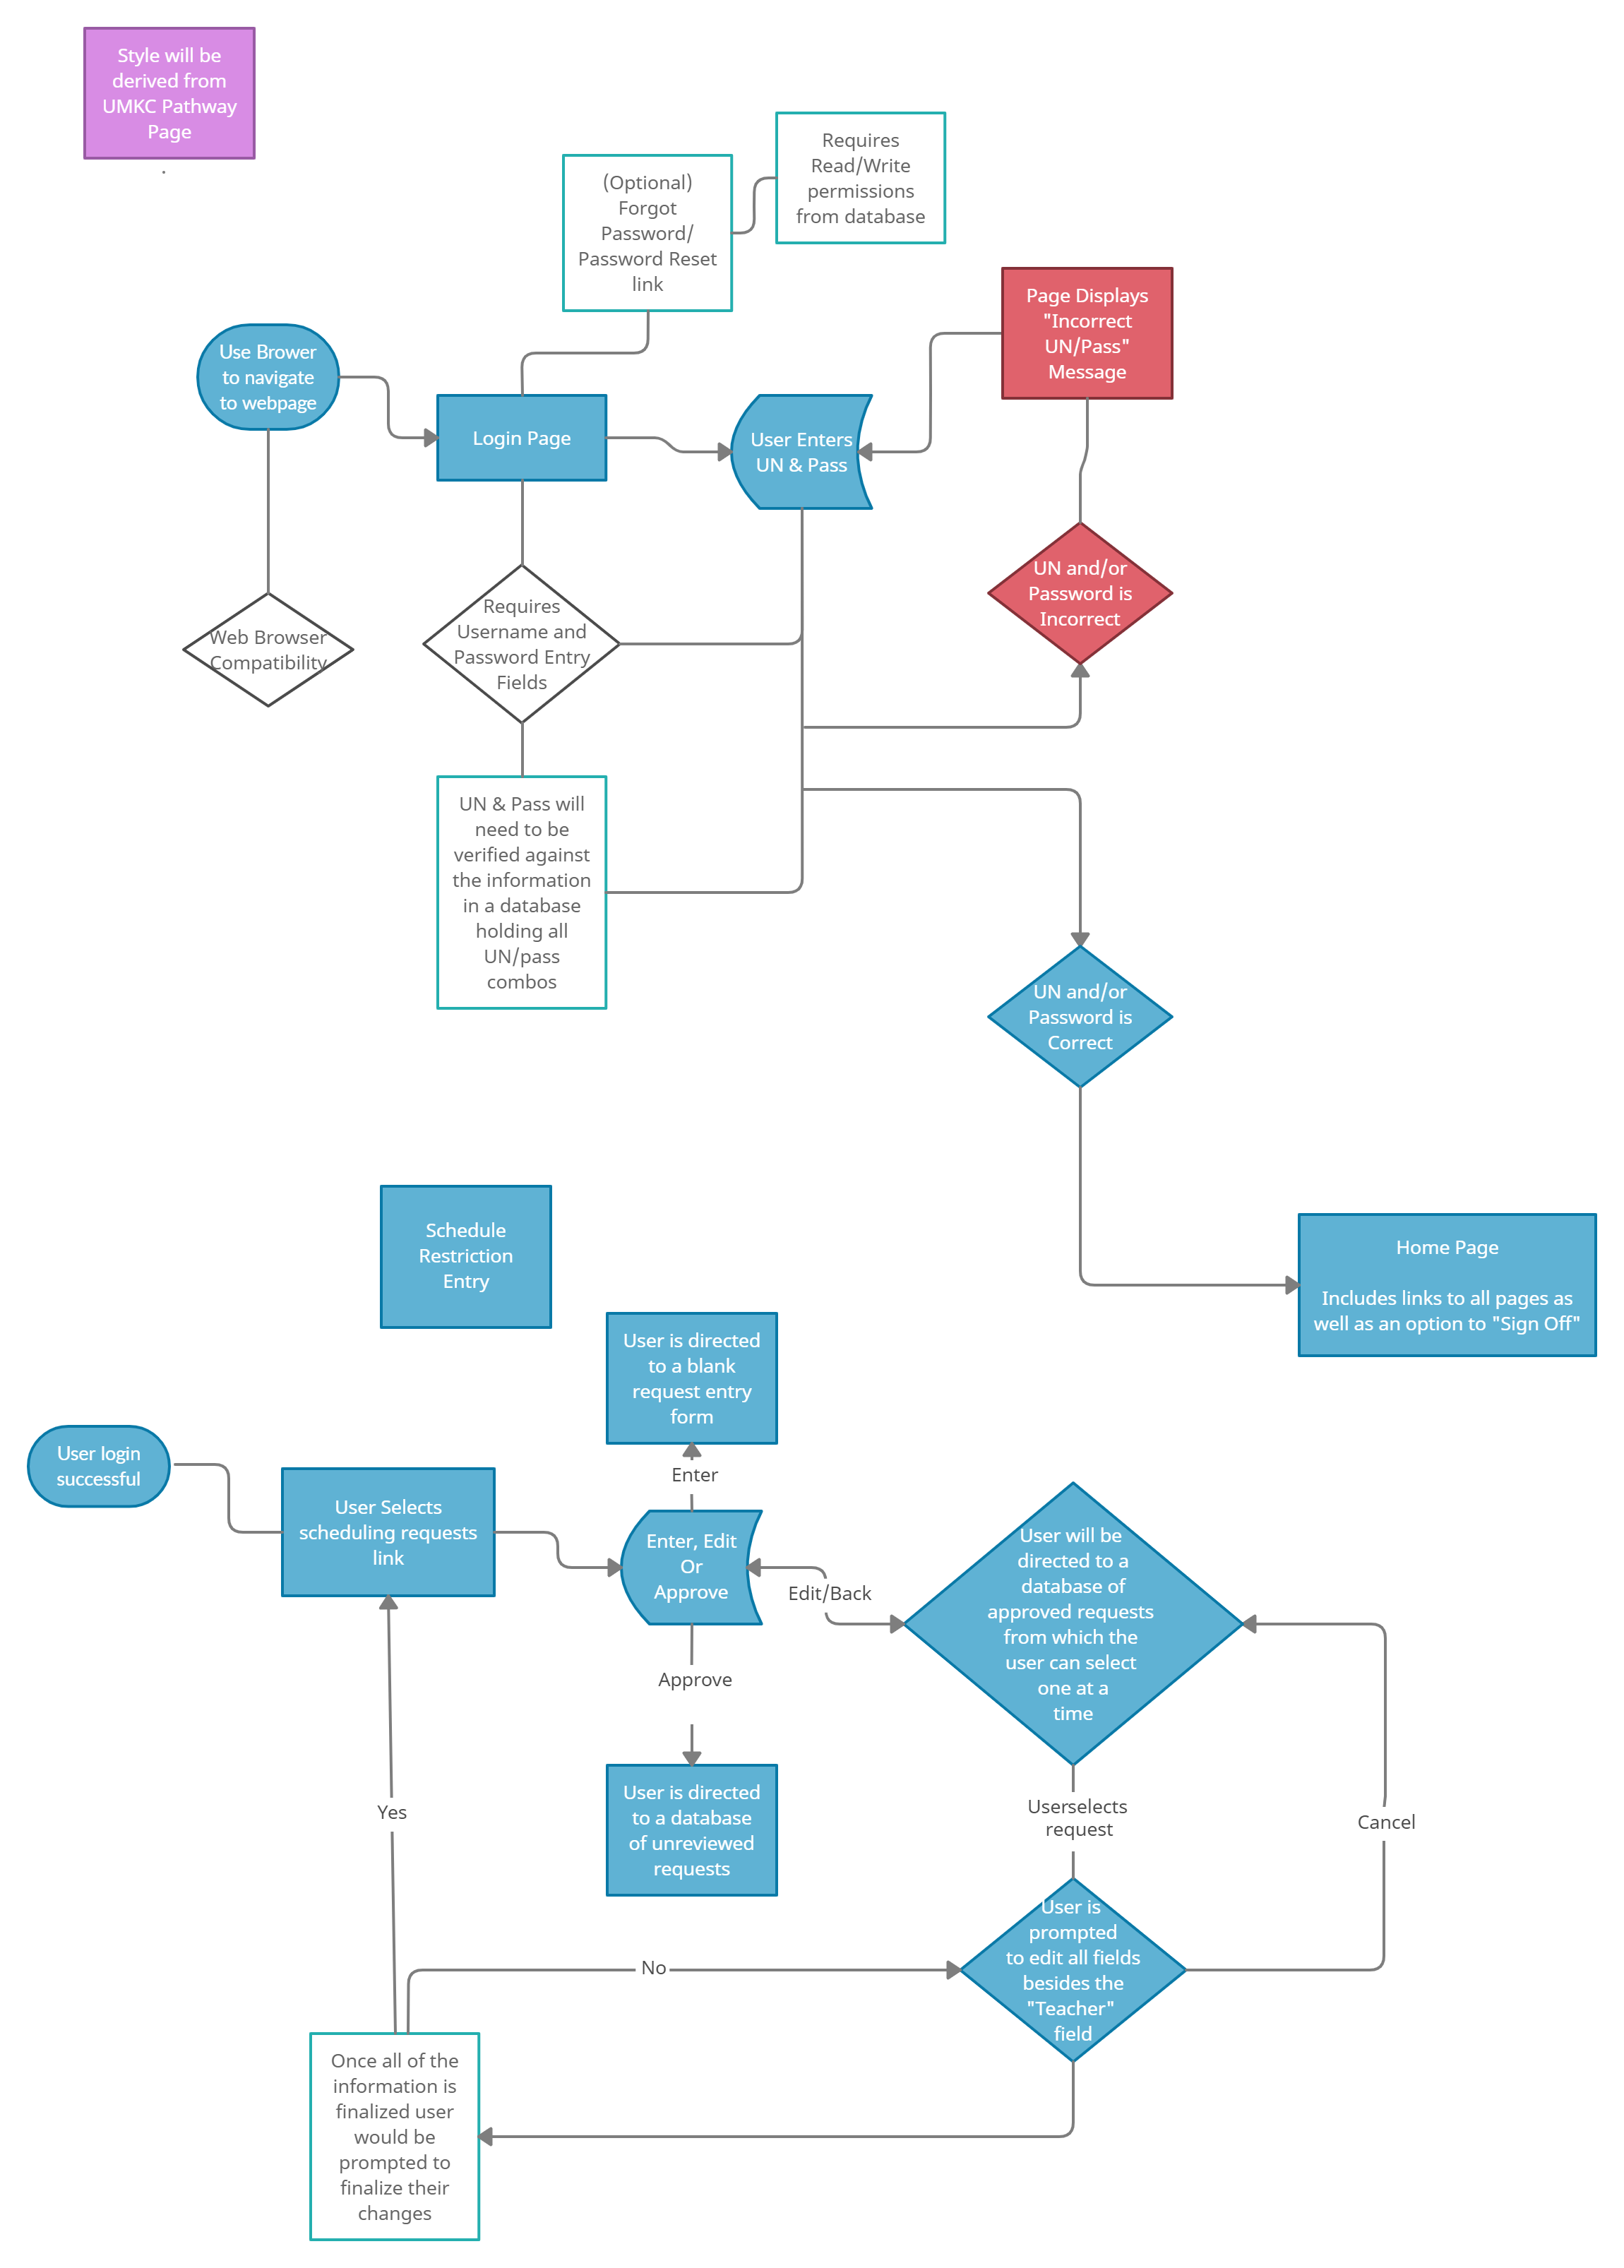 Style will be
derived from
UMKC Pathway
Page
Requires
Read/Write
permissions
from database
(Optional)
Forgot
Password/
Password Reset
link
Page Displays
"Incorrect
UN/Pass"
Message
Use Brower
to navigate
to webpage
Login Page
User Enters
UN & Pass
UN and/or
Password is
Incorrect
Requires
Username and
Password Entry
Fields
Web Browser
Compatibility
UN & Pass will
need to be
verified against
the information
in a database
holding all
UN/pass
combos
UN and/or
Password is
Correct
Schedule
Restriction
Entry
Home Page
Includes links to all pages as
well as an option to "Sign Off"
User is directed
to a blank
request entry
form
User login
successful
Enter
User Selects
scheduling requests
link
Enter, Edit
Or
Approve
Edit/Back
User will be
directed to a
database of
approved requests
from which the
user can select
one at a
time
Approve
User is directed
to a database
of unreviewed
requests
Yes
Userselects
request
Cancel
User is
prompted
to edit all fields
besides the
"Teacher"
field
No
Once all of the
information is
finalized user
would be
prompted to
finalize their
changes